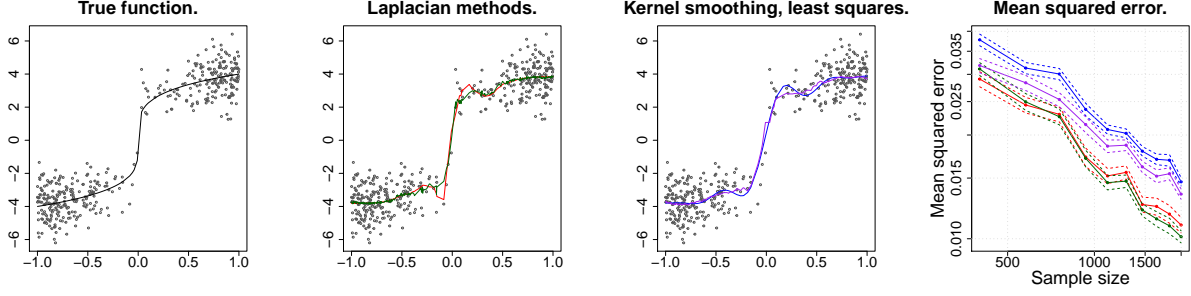 True function.
6
4
2
0
−2
−4
−6
−1.0 −0.5 0.0 0.5 1.0
Laplacian methods.
6
4
2
0
−2
−4
−6
−1.0 −0.5 0.0 0.5 1.0
Kernel smoothing, least squares.
6
4
2
0
−2
−4
−6
−1.0 −0.5 0.0 0.5 1.0
Mean squared error.
Mean squared error
0.035
0.025
0.015
0.010
500 1000 1500
Sample size